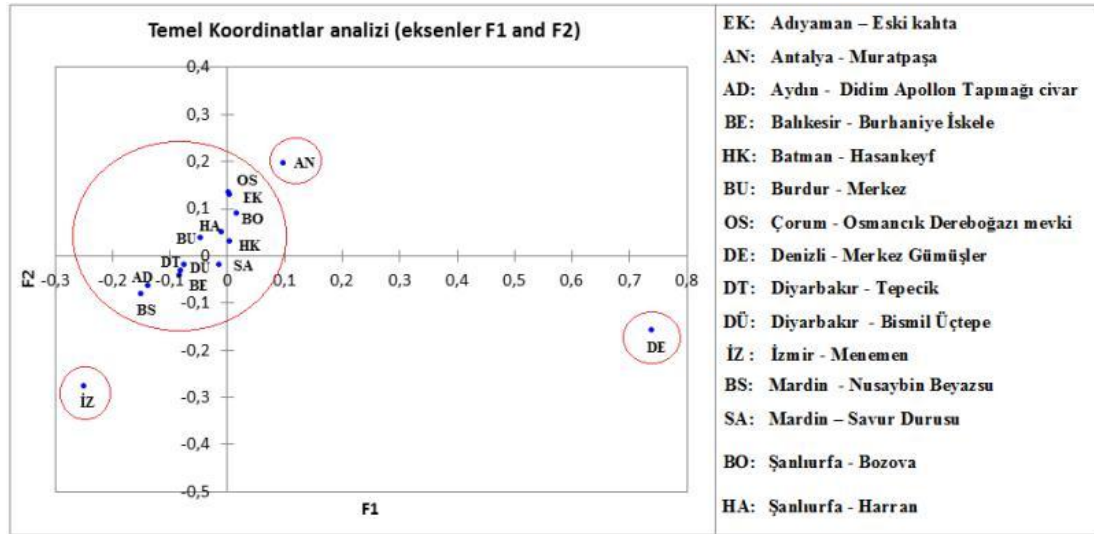 Temel Koordinatlar analizi (eksenler F1 and F2)
0,4
0,3
0,2
0,1
0
-0,1
-0,2
-0,3
-0,4
-0,5
-0,3
-0,2
-0,1
0
0,1
0,2
0,3
0,4
0,5
0,6
0,7
0,8
F2
F1
AN
OS
EK
BO
HA
HK
BU
SA
DT
DÜ
AD
BE
BS
DE
İZ
EK: Adıyaman – Eski kahta
AN: Antalya - Muratpaşa
AD: Aydın - Didim Apollon Tapınağı civar
BE: Balıkesir - Burhaniye İskele
HK: Batman - Hasankeyf
BU: Burdur - Merkez
OS: Çorum - Osmancık Dereboğazı mevki
DE: Denizli - Merkez Gümüşler
DT: Diyarbakır - Tepecik
DÜ: Diyarbakır - Bismil Üçtepe
İZ : İzmir - Menemen
BS: Mardin - Nusaybin Beyazsu
SA: Mardin – Savur Durusu
BO: Şanlıurfa - Bozova
HA: Şanlıurfa - Harran